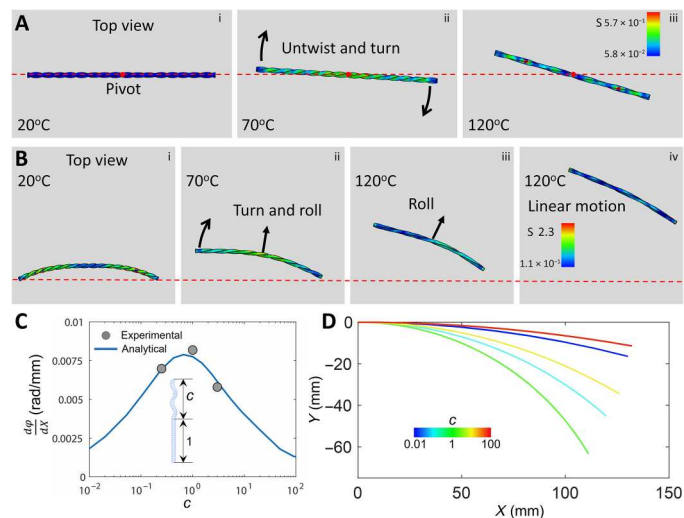 A
Top view
i
Pivot
20°C
ii
Untwist and turn
70°C
iii
S 5.7 × 10⁻¹
5.8 × 10⁻²
120°C
B
Top view
i
20°C
ii
70°C
Turn and roll
iii
120°C
Roll
iv
120°C
Linear motion
S 2.3
1.1 × 10⁻³
C
0.01
0.0075
0.005
0.0025
0
dφ/dX (rad/mm)
Experimental
Analytical
c
1
10⁻² 10⁻¹ 10⁰ 10¹ 10²
c
D
0
−20
−40
−60
Y (mm)
c
0.01 1 100
0 50 100 150
X (mm)